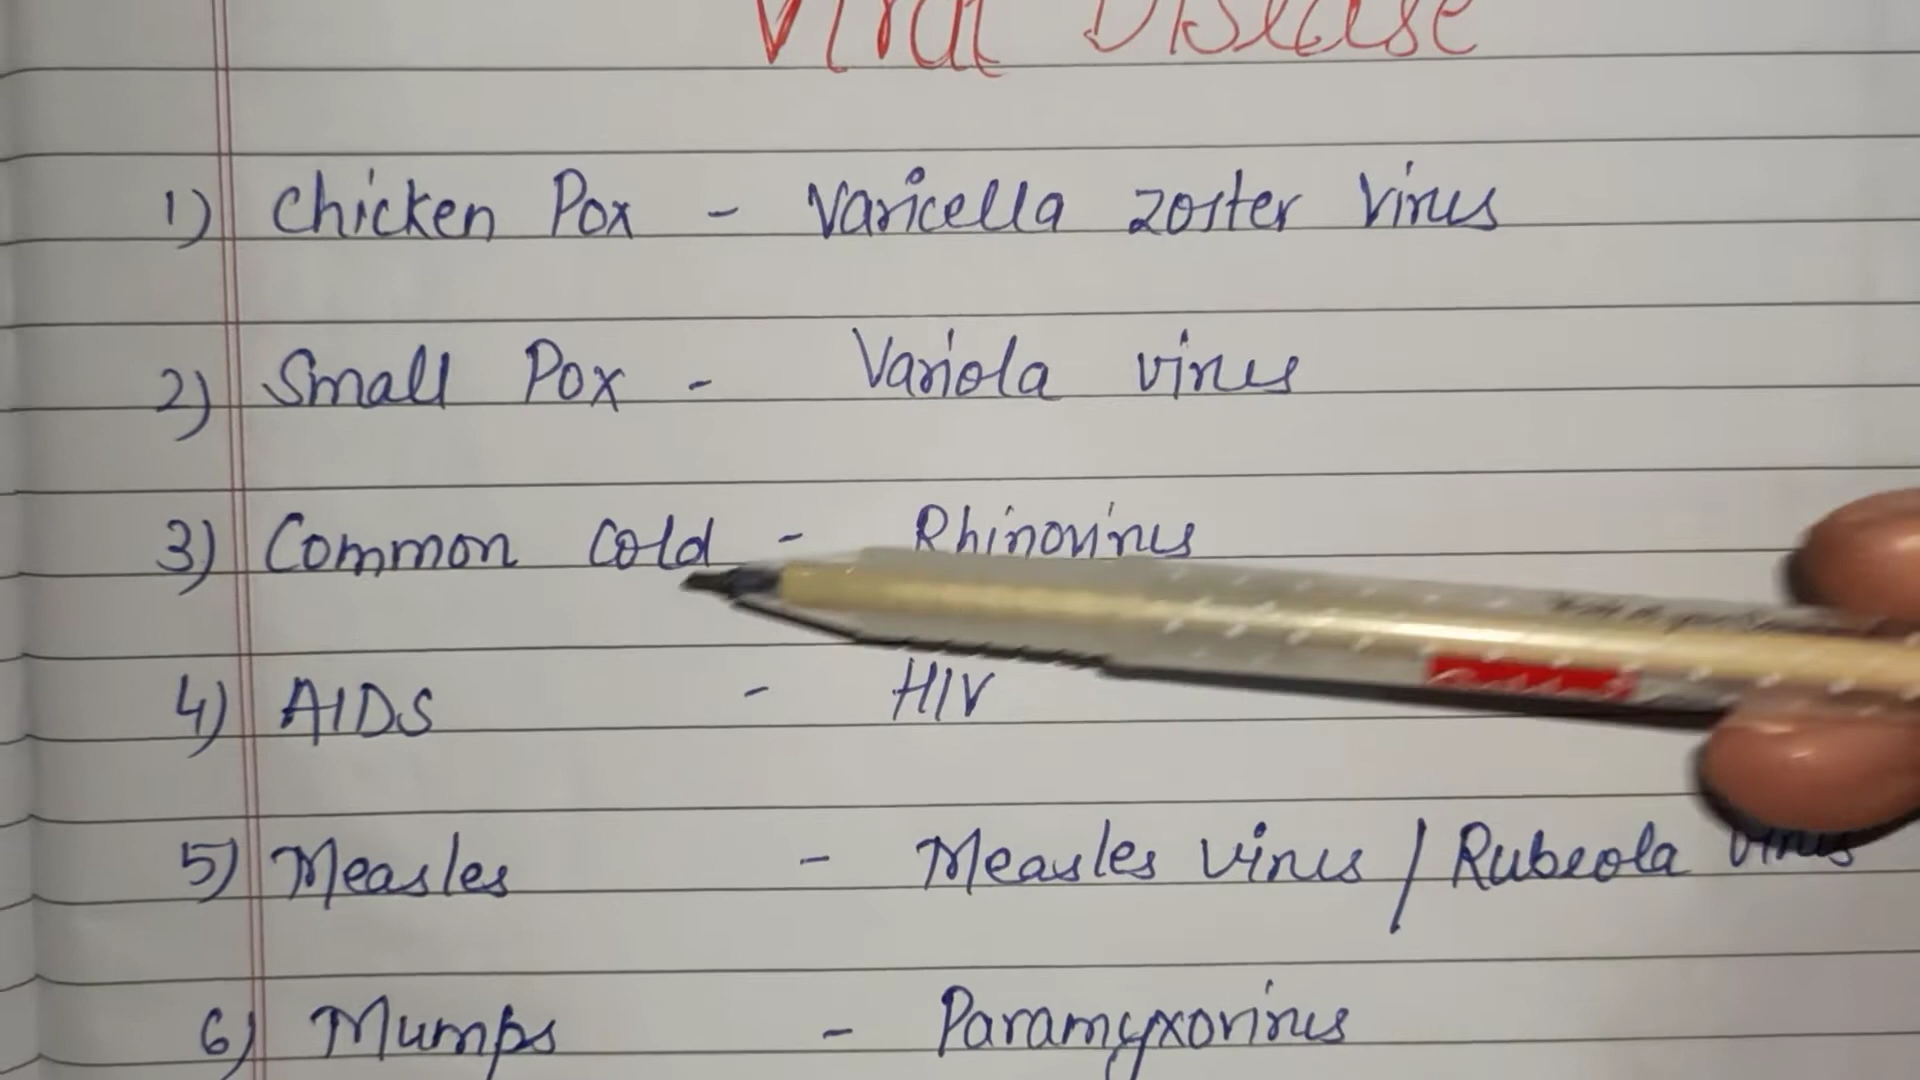 Viral Disease
1) Chicken Pox - Varicella zoster virus
2) Small Pox - Variola virus
3) Common Cold - Rhinovirus
4) AIDS - HIV
5) Measles - Measles virus / Rubeola virus
6) Mumps - Paramyxovirus